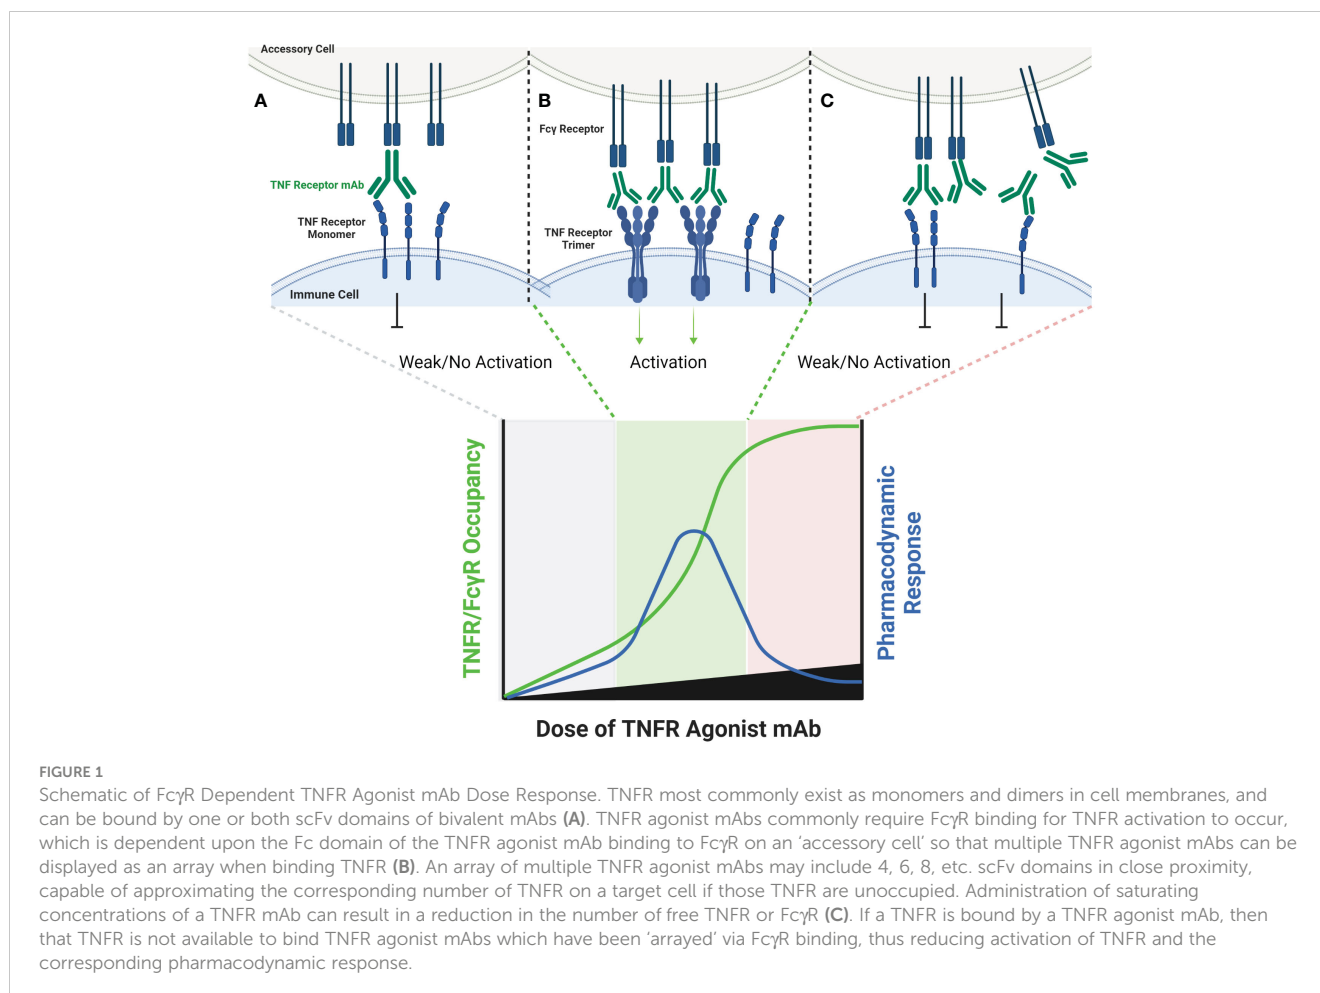 Accessory Cell
A
B
C
Fcγ Receptor
TNF Receptor mAb
TNF Receptor
Monomer
TNF Receptor
Trimer
Immune Cell
Weak/No Activation
Activation
Weak/No Activation
TNFR/FcγR Occupancy
Pharmacodynamic
Response
Dose of TNFR Agonist mAb
FIGURE 1
Schematic of FcγR Dependent TNFR Agonist mAb Dose Response. TNFR most commonly exist as monomers and dimers in cell membranes, and
can be bound by one or both scFv domains of bivalent mAbs (A). TNFR agonist mAbs commonly require FcγR binding for TNFR activation to occur,
which is dependent upon the Fc domain of the TNFR agonist mAb binding to FcγR on an ‘accessory cell’ so that multiple TNFR agonist mAbs can be
displayed as an array when binding TNFR (B). An array of multiple TNFR agonist mAbs may include 4, 6, 8, etc. scFv domains in close proximity,
capable of approximating the corresponding number of TNFR on a target cell if those TNFR are unoccupied. Administration of saturating
concentrations of a TNFR mAb can result in a reduction in the number of free TNFR or FcγR (C). If a TNFR is bound by a TNFR agonist mAb, then
that TNFR is not available to bind TNFR agonist mAbs which have been ‘arrayed’ via FcγR binding, thus reducing activation of TNFR and the
corresponding pharmacodynamic response.